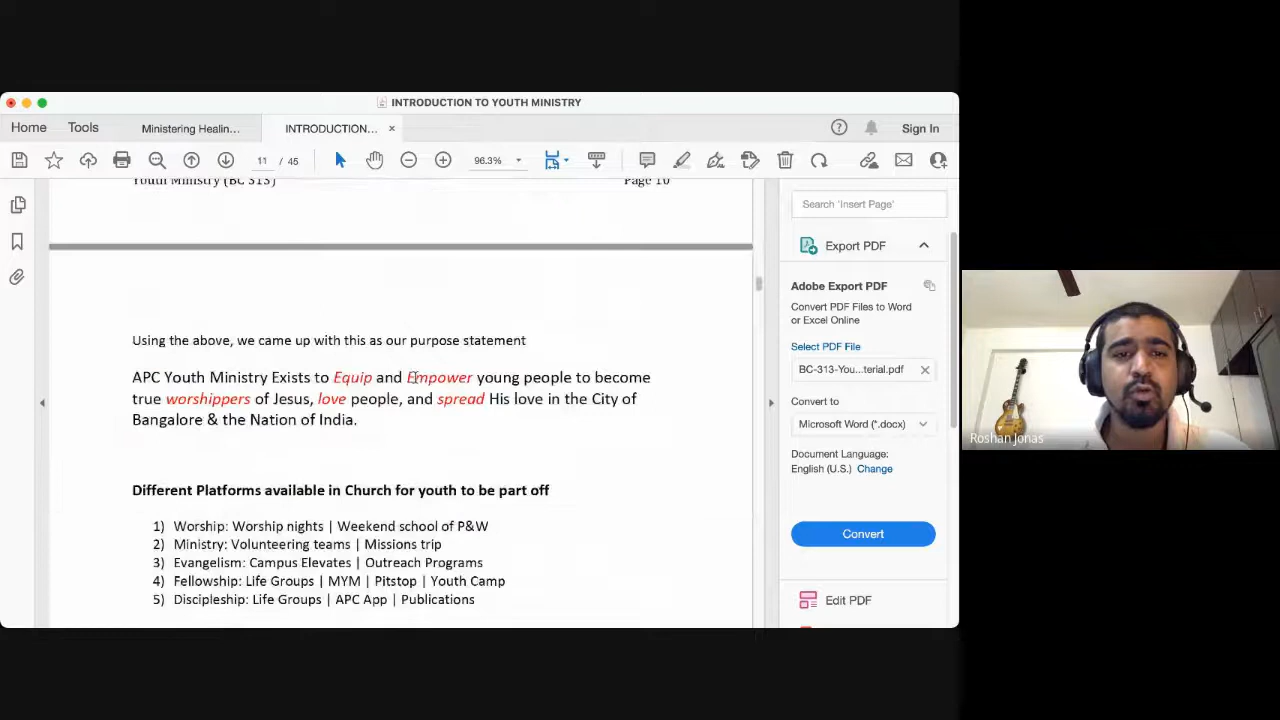 INTRODUCTION TO YOUTH MINISTRY
Home
Tools
Ministering Healin...
INTRODUCTION...
Sign In
11 / 45
96.3%
Youth Ministry (BC 313)
Page 10
Using the above, we came up with this as our purpose statement
APC Youth Ministry Exists to Equip and Empower young people to become
true worshippers of Jesus, love people, and spread His love in the City of
Bangalore & the Nation of India.
Different Platforms available in Church for youth to be part off
1) Worship: Worship nights | Weekend school of P&W
2) Ministry: Volunteering teams | Missions trip
3) Evangelism: Campus Elevates | Outreach Programs
4) Fellowship: Life Groups | MYM | Pitstop | Youth Camp
5) Discipleship: Life Groups | APC App | Publications
Search 'Insert Page'
Export PDF
Adobe Export PDF
Convert PDF Files to Word
or Excel Online
Select PDF File
BC-313-You...terial.pdf
Convert to
Microsoft Word (*.docx)
Document Language:
English (U.S.) Change
Convert
Edit PDF
Roshan Jonas